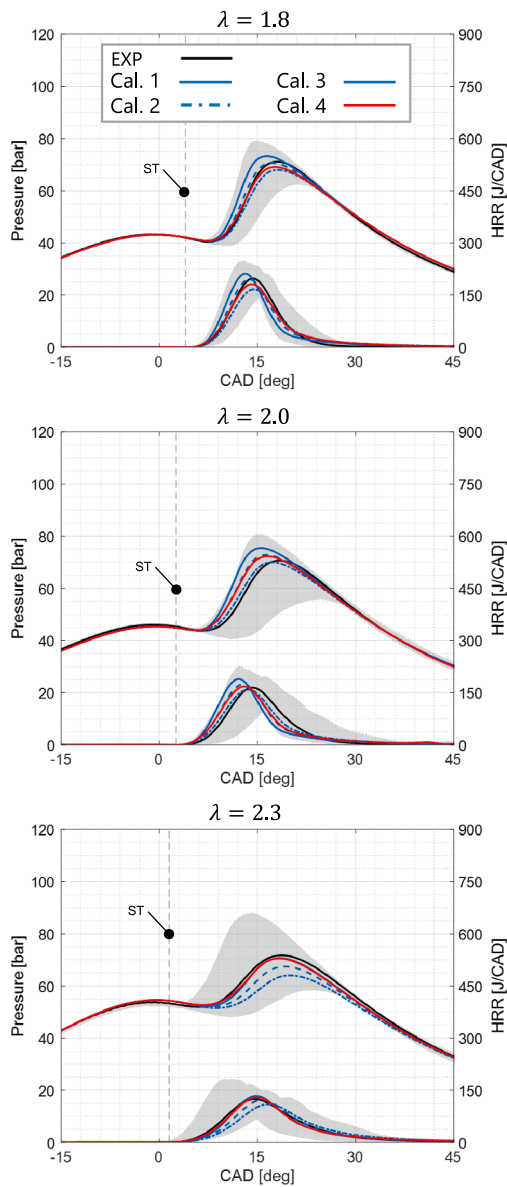 λ = 1.8
120
900
EXP
Cal. 1
Cal. 3
100
750
Cal. 2
Cal. 4
80
600
ST
60
450
40
300
20
150
0
0
-15
0
15
30
45
Pressure [bar]
HRR [J/CAD]
CAD [deg]
λ = 2.0
120
900
100
750
80
600
ST
60
450
40
300
20
150
0
0
-15
0
15
30
45
Pressure [bar]
HRR [J/CAD]
CAD [deg]
λ = 2.3
120
900
100
750
ST
80
600
60
450
40
300
20
150
0
0
-15
0
15
30
45
Pressure [bar]
HRR [J/CAD]
CAD [deg]